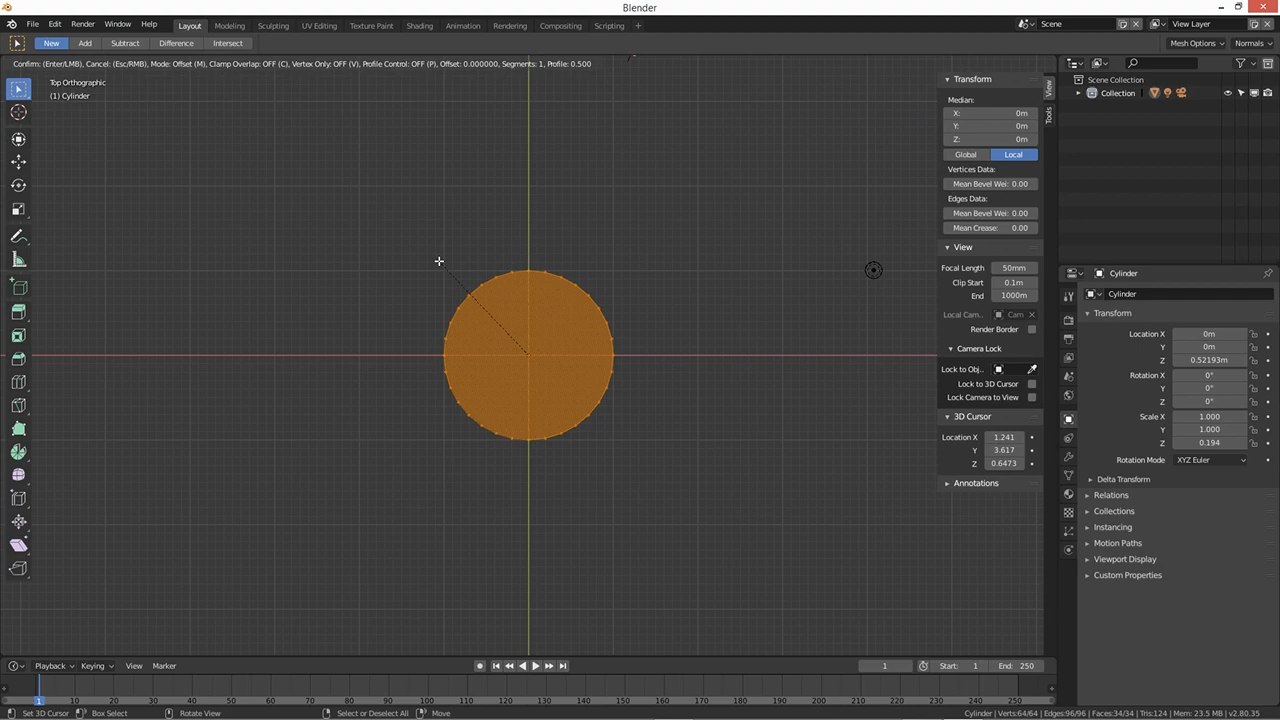 Blender
File Edit Render Window Help Layout Modeling Sculpting UV Editing Texture Paint Shading Animation Rendering Compositing Scripting + Scene View Layer
New Add Subtract Difference Intersect Mesh Options Normals
Confirm: (Enter/LMB), Cancel: (Esc/RMB), Mode: Offset (M), Clamp Overlap: OFF (C), Vertex Only: OFF (V), Profile Control: OFF (P), Offset: 0.000000, Segments: 1, Profile: 0.500
Top Orthographic
(1) Cylinder
Transform
Median:
X: 0m
Y: 0m
Z: 0m
Global Local
Vertices Data:
Mean Bevel Wei: 0.00
Edges Data:
Mean Bevel Wei: 0.00
Mean Crease: 0.00
View
Focal Length 50mm
Clip Start 0.1m
End 1000m
Local Cam.. Cam
Render Border
Camera Lock
Lock to Obj..
Lock to 3D Cursor
Lock Camera to View
3D Cursor
Location X 1.241
Y 3.617
Z 0.6473
Annotations
View
Tools
Scene Collection
Collection
Cylinder
Cylinder
Transform
Location X 0m
Y 0m
Z 0.52193m
Rotation X 0°
Y 0°
Z 0°
Scale X 1.000
Y 1.000
Z 0.194
Rotation Mode XYZ Euler
Delta Transform
Relations
Collections
Instancing
Motion Paths
Viewport Display
Custom Properties
Playback Keying View Marker 1 Start: 1 End: 250
1 10 20 30 40 50 60 70 80 90 100 110 120 130 140 150 160 170 180 190 200 210 220 230 240 250
Set 3D Cursor Box Select Rotate View Select or Deselect All Move Cylinder | Verts:64/64 | Edges:96/96 | Faces:34/34 | Tris:124 | Mem: 23.5 MB | v2.80.35